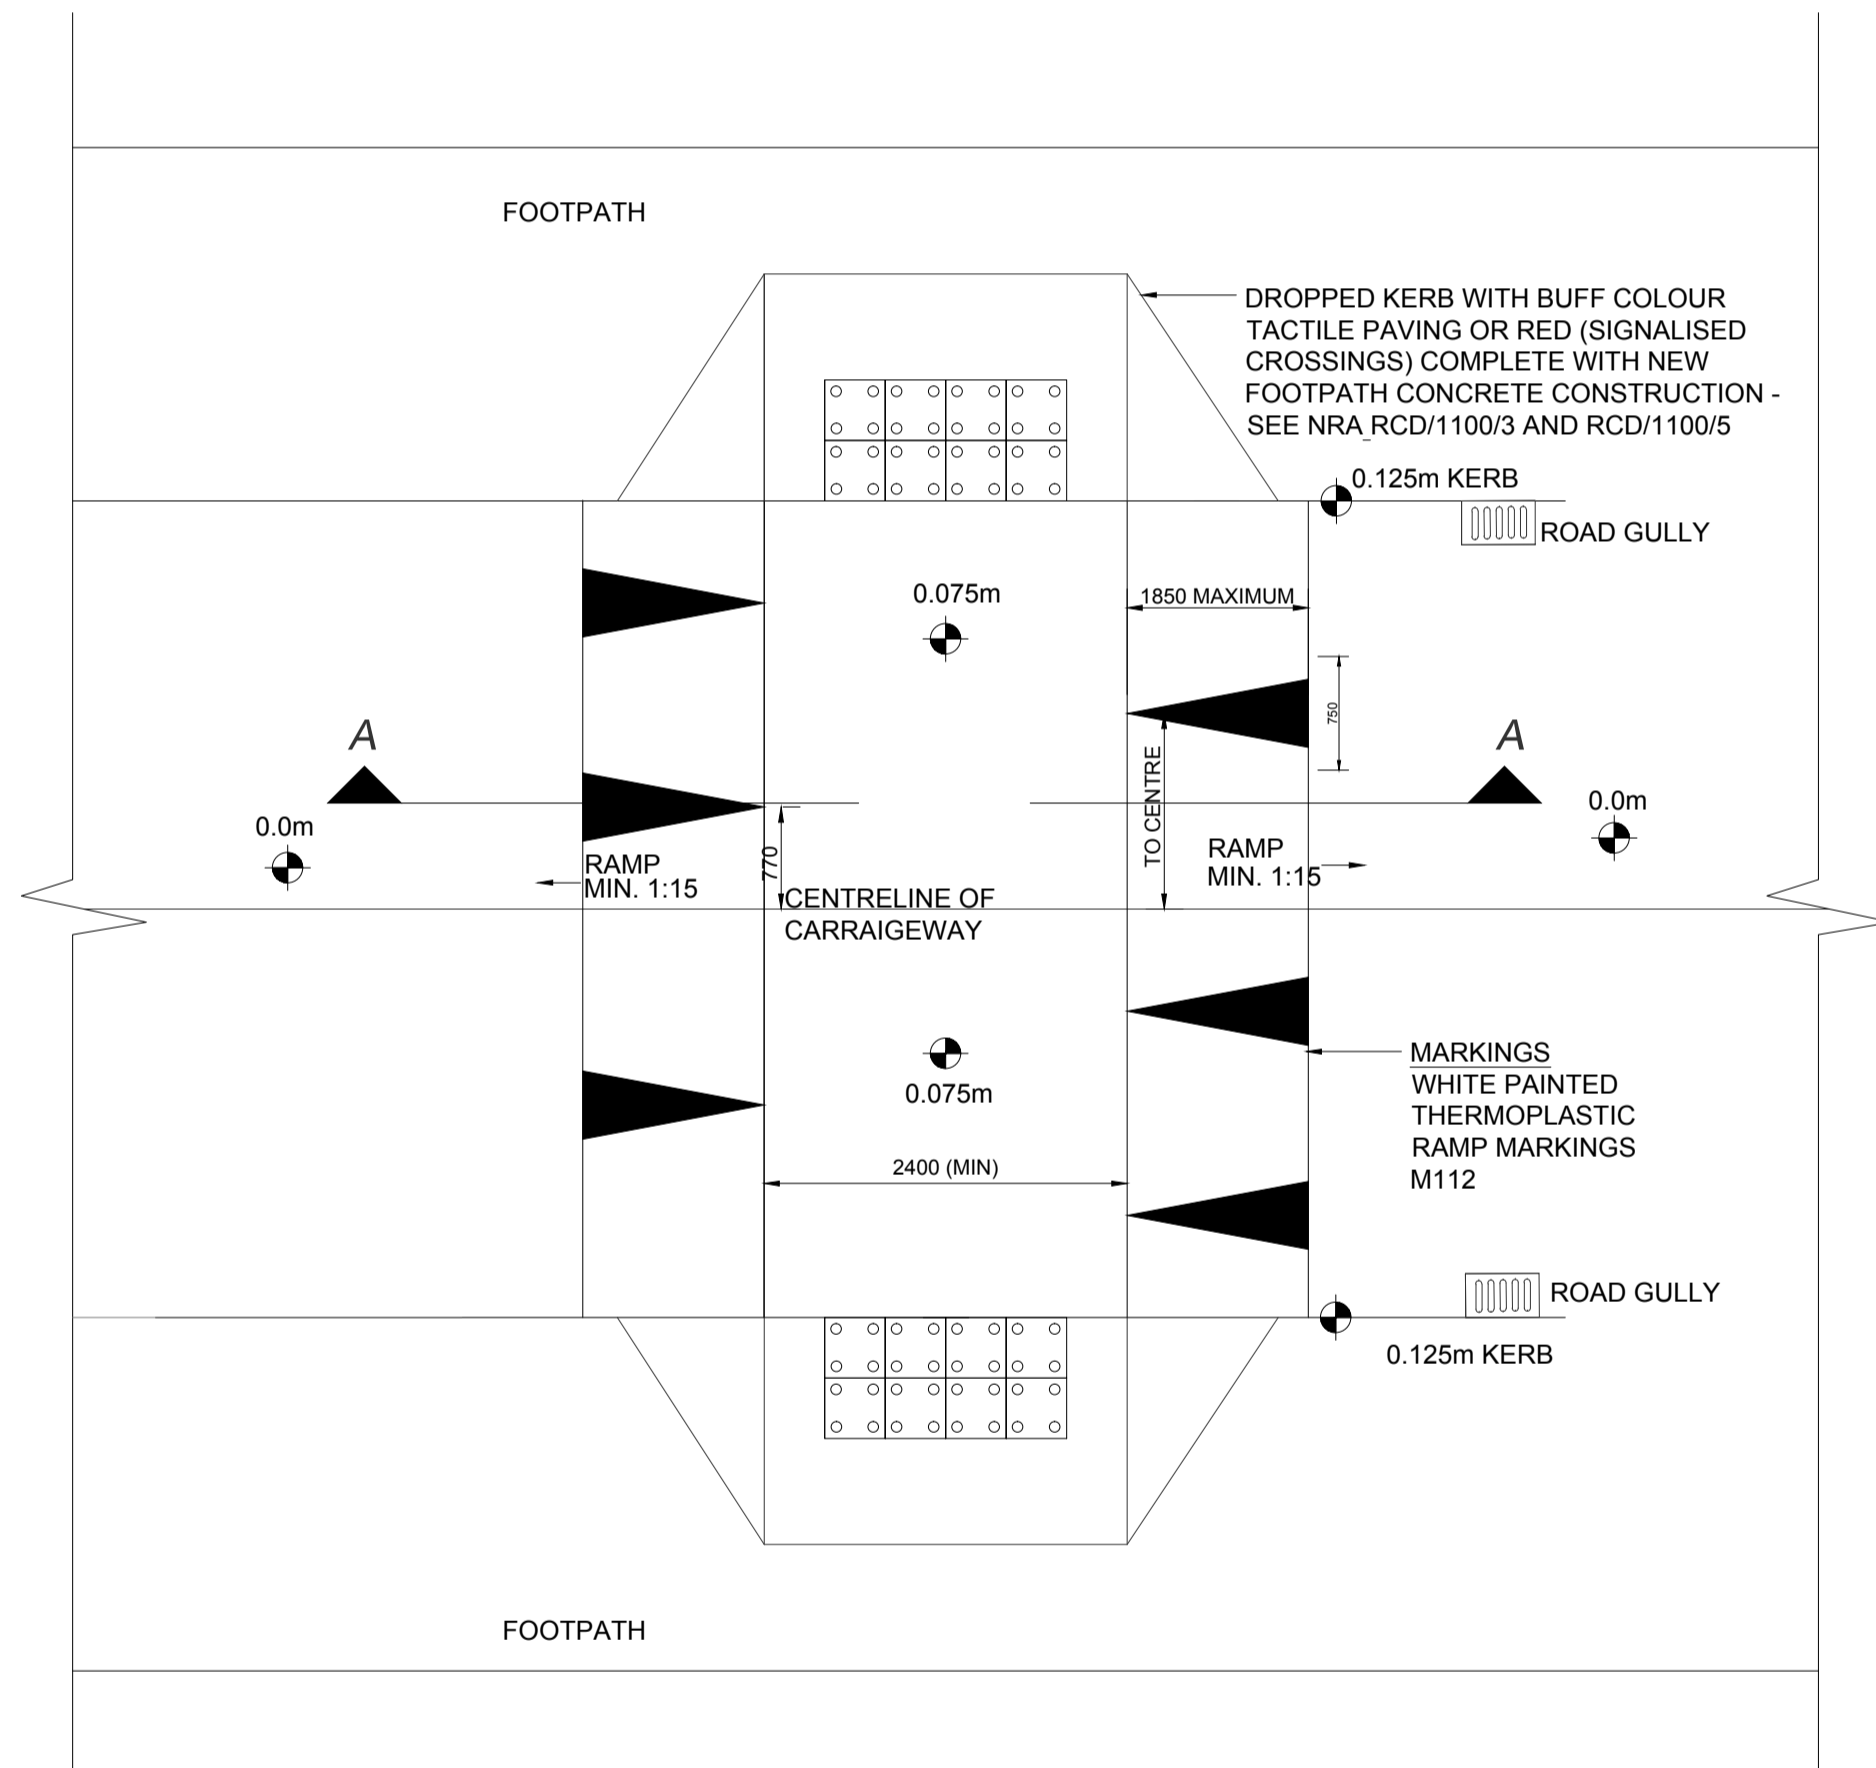 FOOTPATH
DROPPED KERB WITH BUFF COLOUR
TACTILE PAVING OR RED (SIGNALISED
CROSSINGS) COMPLETE WITH NEW
FOOTPATH CONCRETE CONSTRUCTION -
SEE NRA RCD/1100/3 AND RCD/1100/5
0.125m KERB
ROAD GULLY
0.075m
1850 MAXIMUM
750
A
A
TO CENTRE
0.0m
0.0m
RAMP
MIN. 1:15
770
RAMP
MIN. 1:15
CENTRELINE OF
CARRAIGEWAY
0.075m
MARKINGS
WHITE PAINTED
THERMOPLASTIC
RAMP MARKINGS
M112
2400 (MIN)
ROAD GULLY
0.125m KERB
FOOTPATH